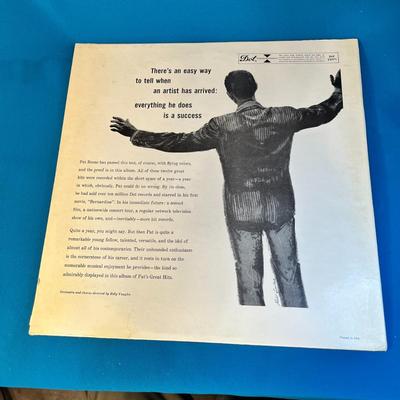 Dot
There's an easy way
to tell when
an artist has arrived:
everything he does
is a success
Pat Boone has passed this test, of course, with flying colors,
and the proof is in this album. All of these twelve great
hits were recorded within the short space of a year—a year
in which, obviously, Pat could do no wrong. By its close,
he had sold over ten million Dot records and starred in his first
movie, "Bernardine". In his immediate future: a second
film, a nationwide concert tour, a regular network television
show of his own, and—inevitably—more hit records.
Quite a year, you might say. But then Pat is quite a
remarkable young fellow, talented, versatile, and the idol of
almost all of his contemporaries. Their unbounded enthusiasm
is the cornerstone of his career, and it rests in turn on the
memorable musical enjoyment he provides—the kind so
admirably displayed in this album of Pat's Great Hits.
Orchestra and chorus directed by Billy Vaughn
Printed in USA